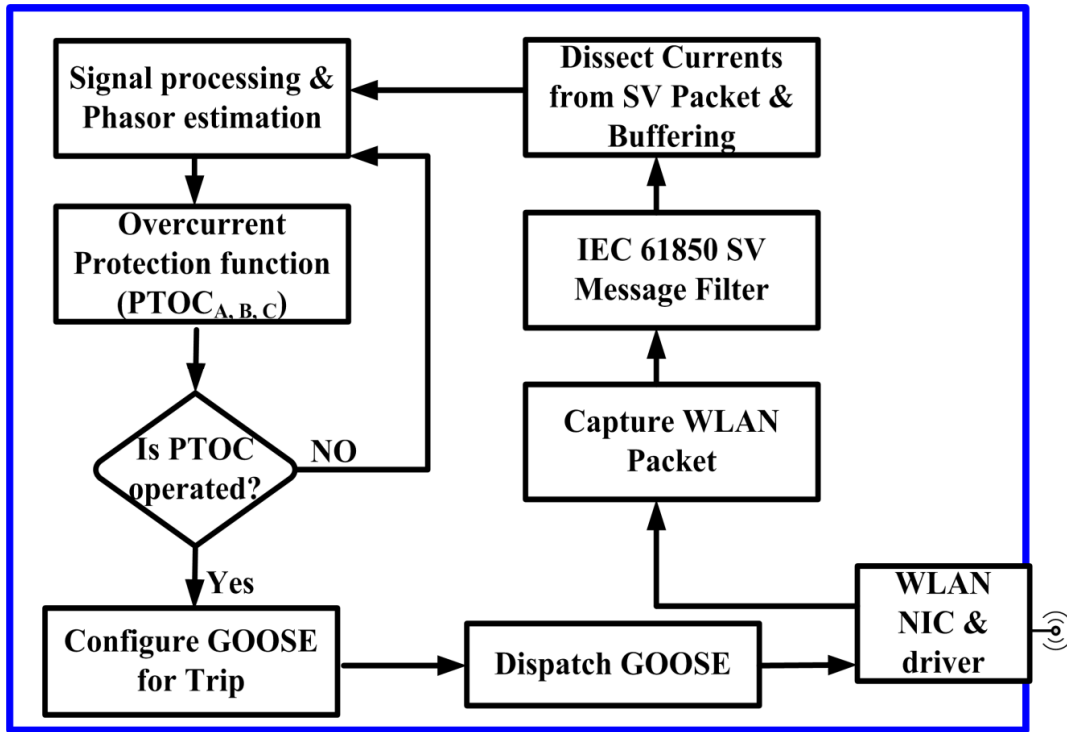 Signal processing &
Phasor estimation
Overcurrent
Protection function
(PTOCA, B, C)
Is PTOC
operated?
NO
Yes
Configure GOOSE
for Trip
Dispatch GOOSE
WLAN
NIC &
driver
Capture WLAN
Packet
IEC 61850 SV
Message Filter
Dissect Currents
from SV Packet &
Buffering